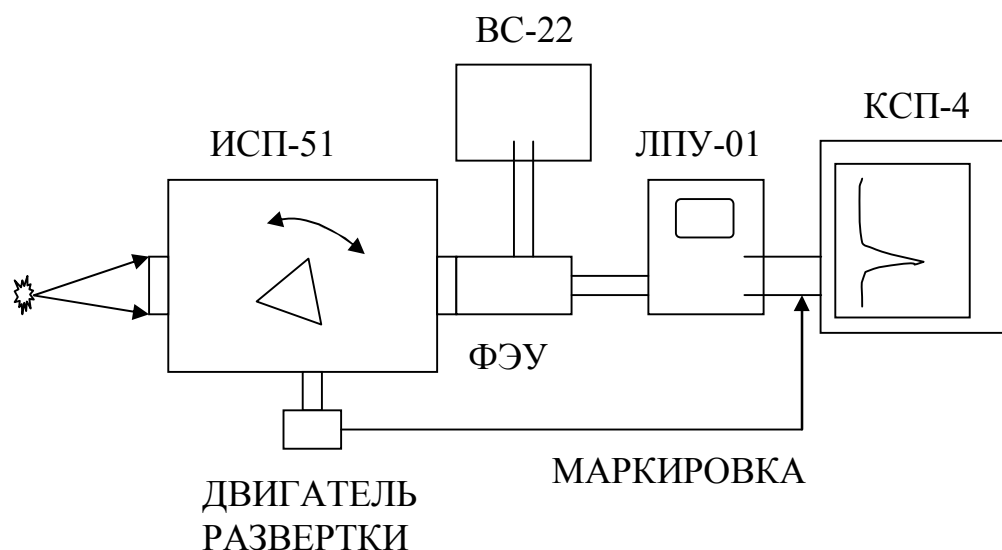 ВС-22
КСП-4
ИСП-51
ЛПУ-01
ФЭУ
МАРКИРОВКА
ДВИГАТЕЛЬ
РАЗВЕРТКИ